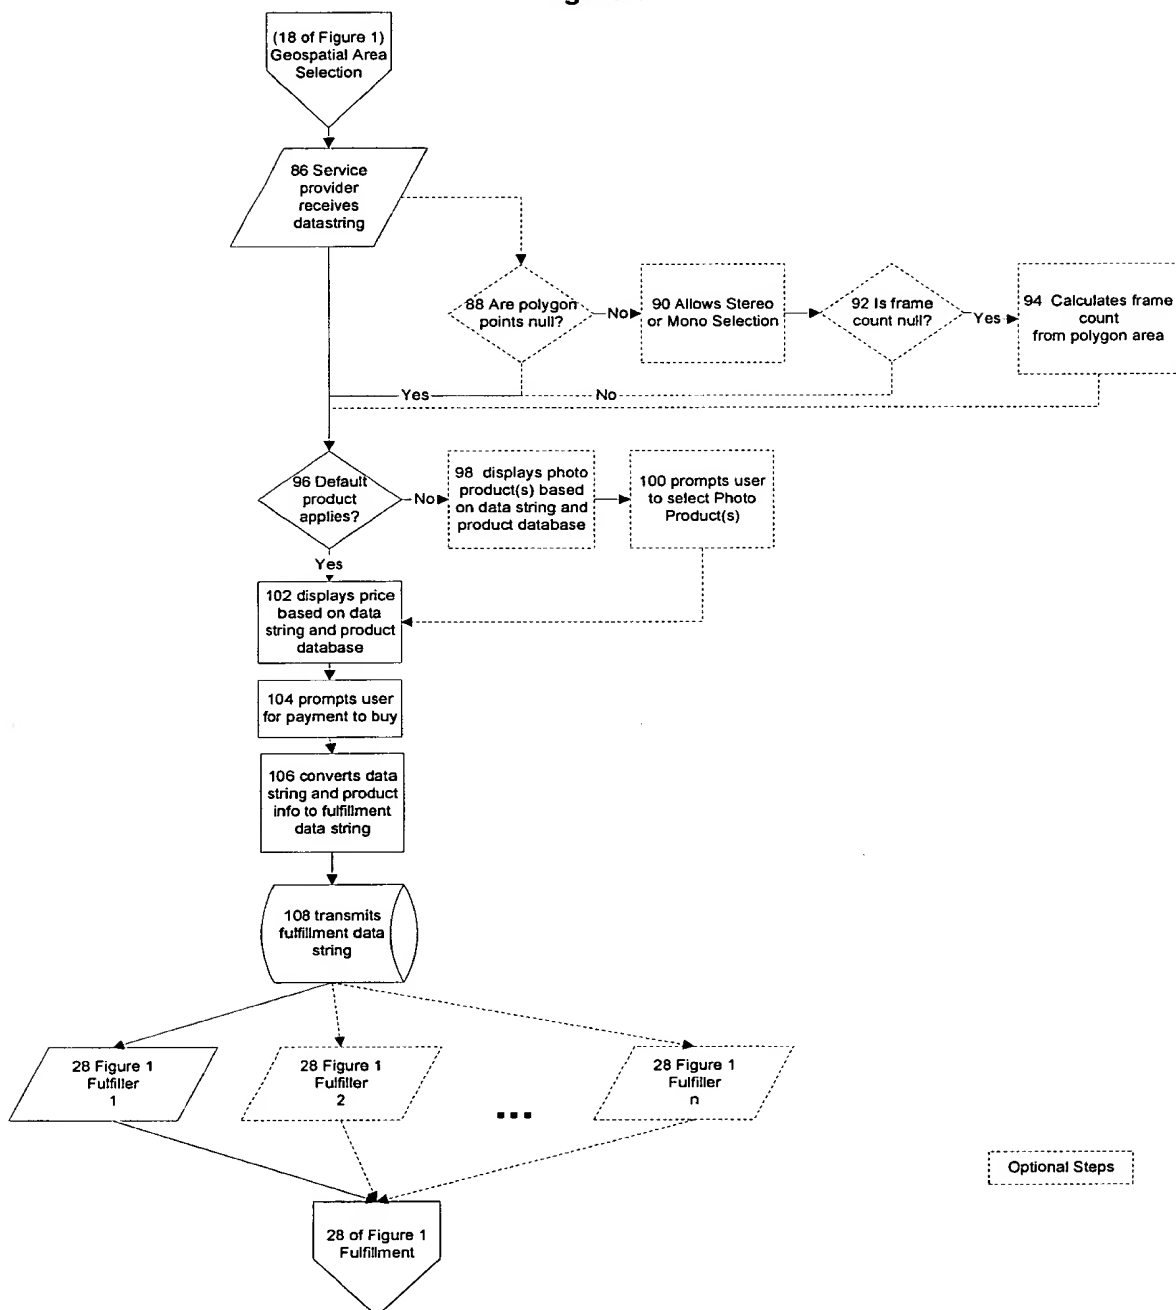 (18 of Figure 1)
Geospatial Area
Selection
86 Service
provider
receives
datastring
88 Are polygon
points null?
No
90 Allows Stereo
or Mono Selection
92 Is frame
count null?
Yes
94 Calculates frame
count
from polygon area
Yes
No
96 Default
product
applies?
No
98 displays photo
product(s) based
on data string and
product database
100 prompts user
to select Photo
Product(s)
Yes
102 displays price
based on data
string and product
database
104 prompts user
for payment to buy
106 converts data
string and product
info to fulfillment
data string
108 transmits
fulfillment data
string
28 Figure 1
Fulfiller
1
28 Figure 1
Fulfiller
2
...
28 Figure 1
Fulfiller
n
Optional Steps
28 of Figure 1
Fulfillment